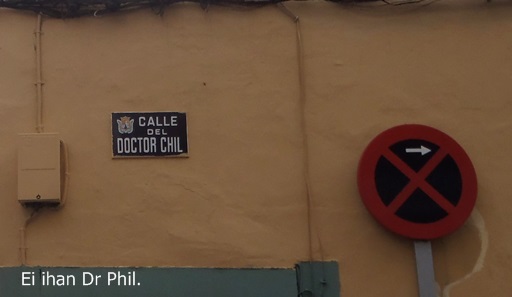 CALLE
DEL
DOCTOR CHIL
Ei ihan Dr Phil.